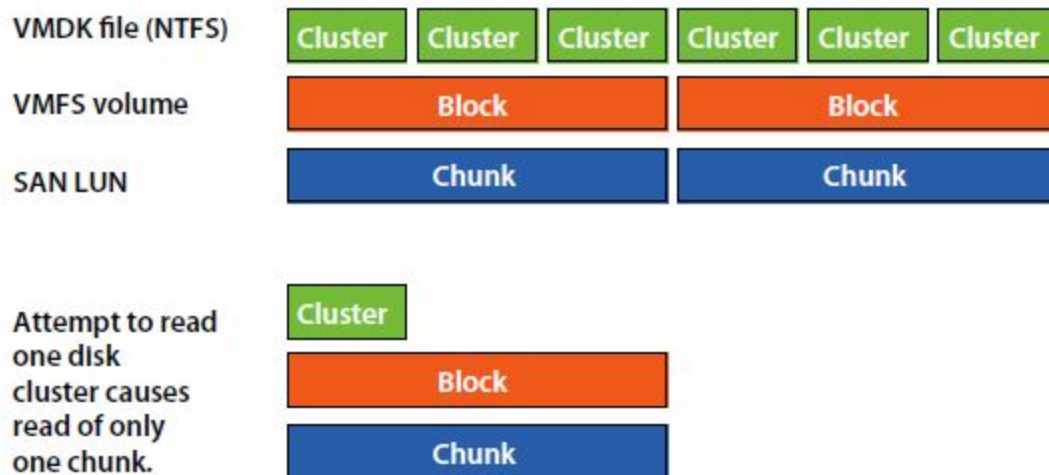 VMDK file (NTFS)
Cluster Cluster Cluster Cluster Cluster Cluster
VMFS volume
Block Block
SAN LUN
Chunk Chunk
Attempt to read
one disk
cluster causes
read of only
one chunk.
Cluster
Block
Chunk